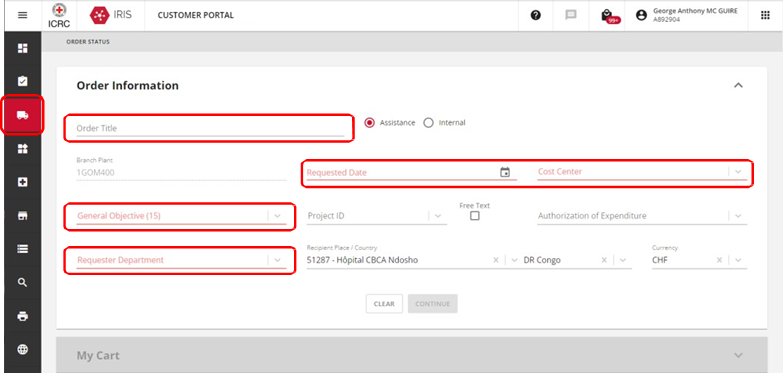 ICRC
IRIS
CUSTOMER PORTAL
99+
George Anthony MC GUIRE
A892904
ORDER STATUS
Order Information
Order Title
Assistance
Internal
Branch Plant
1GOM400
Requested Date
Cost Center
General Objective (15)
Project ID
Free Text
Authorization of Expenditure
Requester Department
Recipient Place / Country
51287 - Hôpital CBCA Ndosho
DR Congo
Currency
CHF
CLEAR
CONTINUE
My Cart